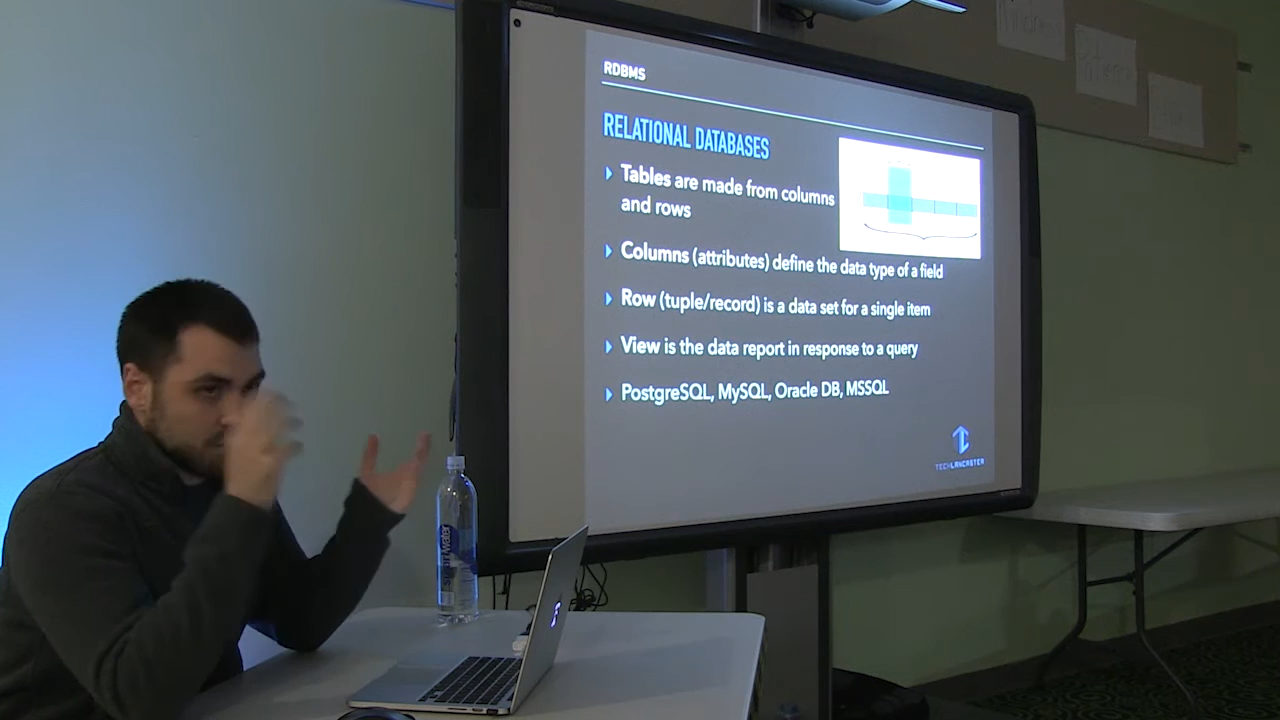 RDBMS
RELATIONAL DATABASES
Tables are made from columns
and rows
Columns (attributes) define the data type of a field
Row (tuple/record) is a data set for a single item
View is the data report in response to a query
PostgreSQL, MySQL, Oracle DB, MSSQL
TECHLANCASTER